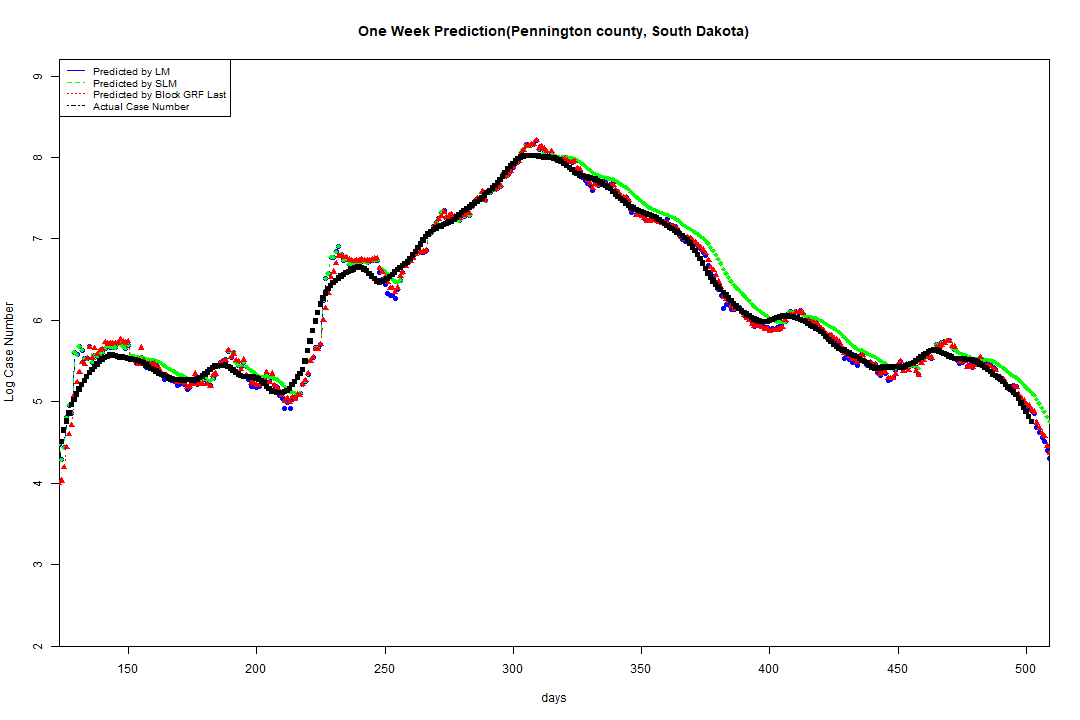 One Week Prediction(Pennington county, South Dakota)
Predicted by LM
Predicted by SLM
Predicted by Block GRF Last
Actual Case Number
9
8
7
6
5
4
3
2
Log Case Number
150 200 250 300 350 400 450 500
days